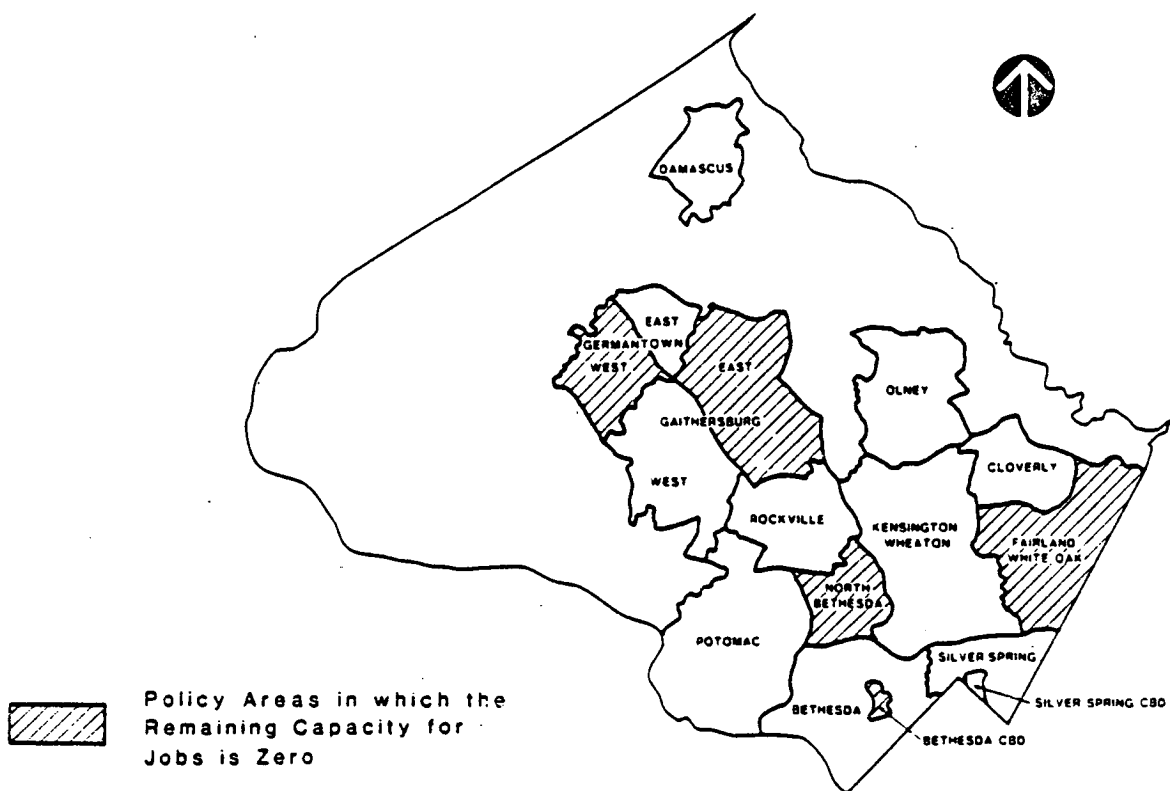 DAMASCUS
EAST
GERMANTOWN
WEST
EAST
OLNEY
GAITHERSBURG
CLOVERLY
WEST
ROCKVILLE
KENSINGTON
WHEATON
FAIRLAND
WHITE OAK
NORTH
BETHESDA
POTOMAC
SILVER SPRING
SILVER SPRING CBD
BETHESDA
BETHESDA CBD
Policy Areas in which the
Remaining Capacity for
Jobs is Zero